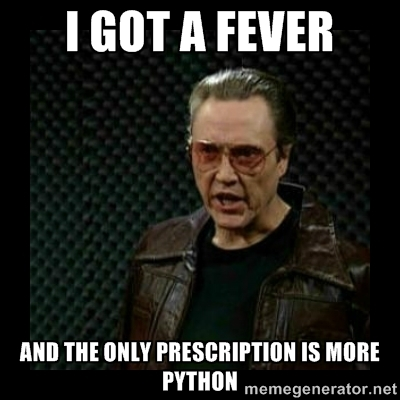 I GOT A FEVER
AND THE ONLY PRESCRIPTION IS MORE
PYTHON
memegenerator.net